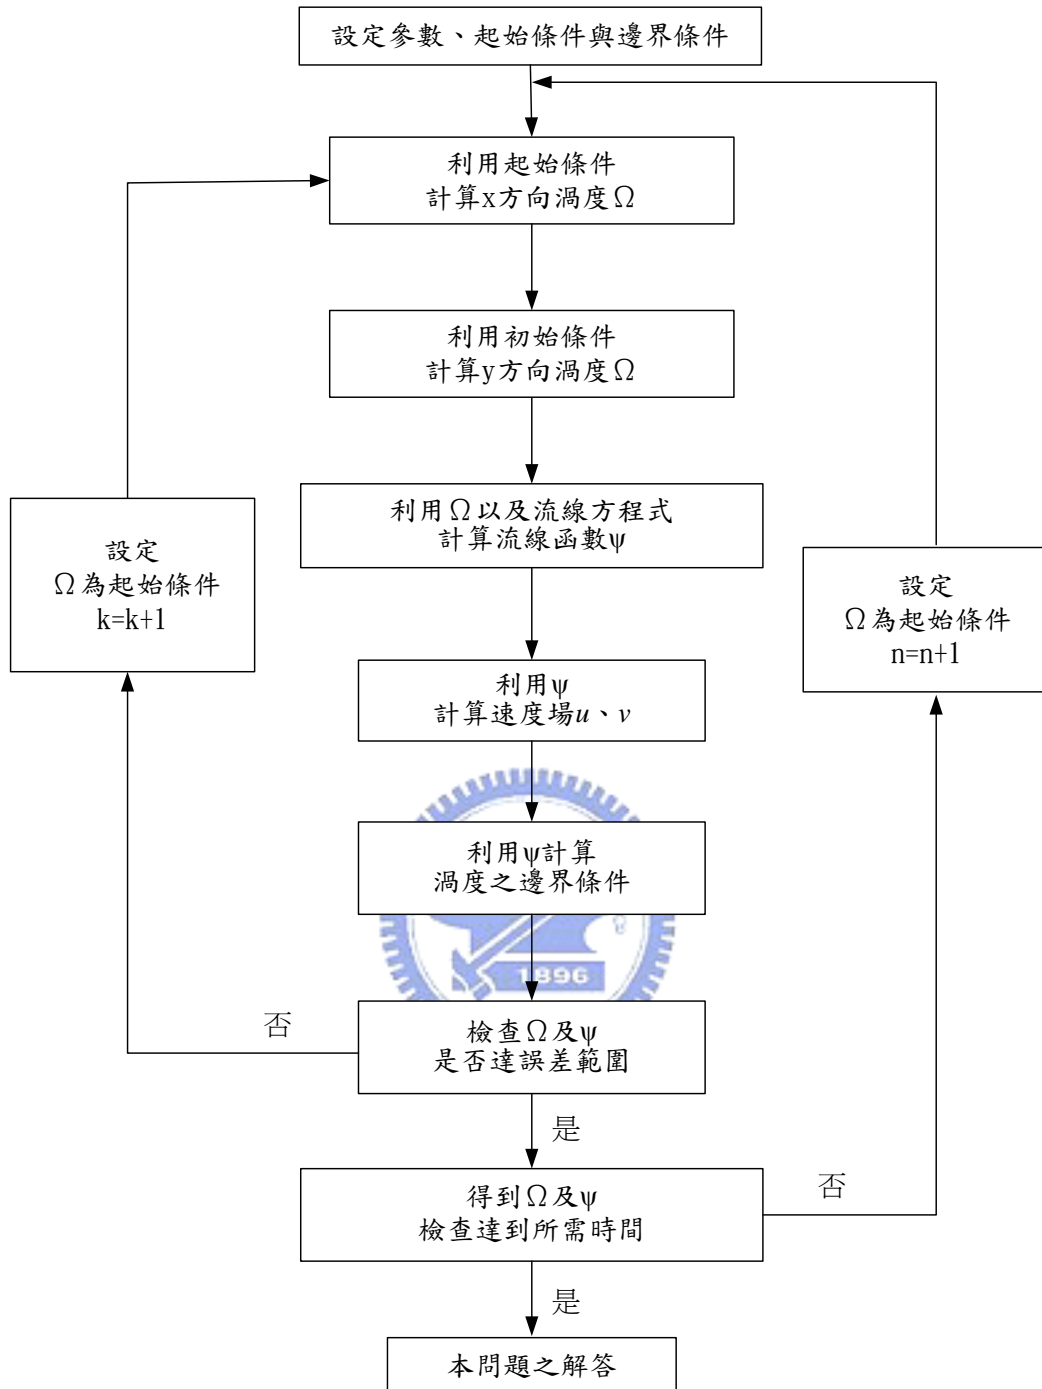 設定參數、起始條件與邊界條件
利用起始條件
計算x方向渦度Ω
利用初始條件
計算y方向渦度Ω
利用Ω以及流線方程式
計算流線函數ψ
設定
Ω為起始條件
k=k+1
設定
Ω為起始條件
n=n+1
利用ψ
計算速度場u、v
利用ψ計算
渦度之邊界條件
1896
否
檢查Ω及ψ
是否達誤差範圍
是
得到Ω及ψ
檢查達到所需時間
否
是
本問題之解答